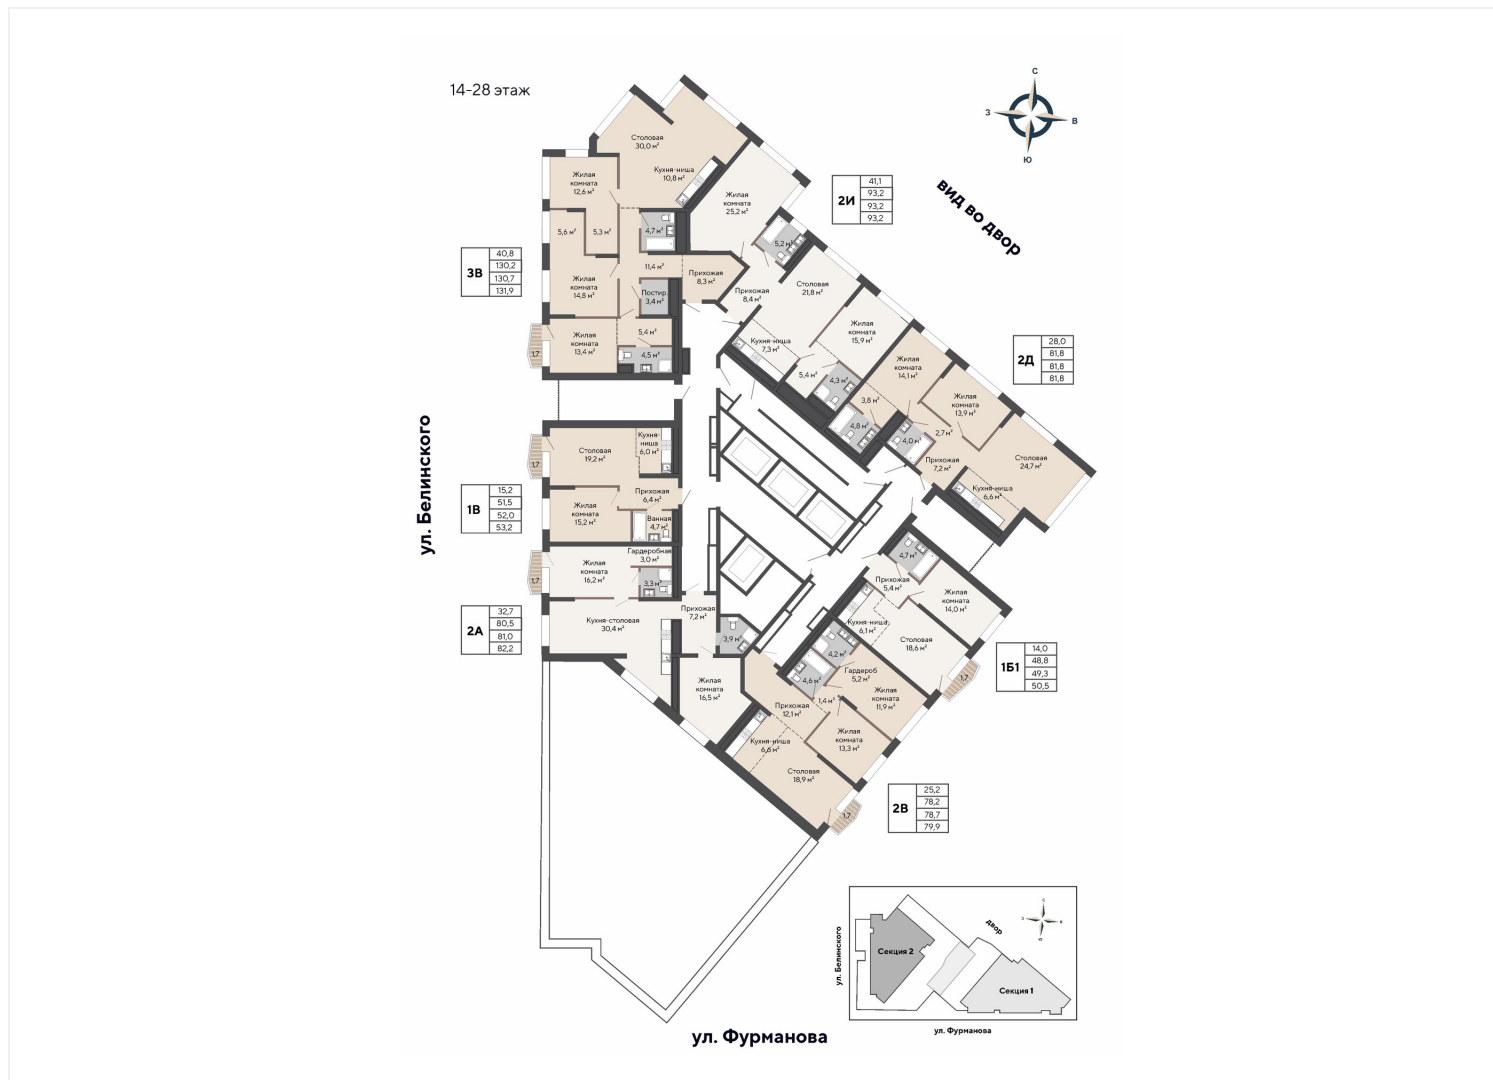 14-28 этаж
С
З
В
Ю
вид во двор
Столовая
30,0 м²
Кухня-ниша
10,8 м²
Жилая
комната
12,6 м²
5,6 м²
5,3 м²
4,7 м²
11,4 м²
Прихожая
8,3 м²
Жилая
комната
14,8 м²
Постир.
3,4 м²
Жилая
комната
13,4 м²
5,4 м²
4,5 м²
1,7
3В
40,8
130,2
130,7
131,9
Жилая
комната
25,2 м²
5,2 м²
Прихожая
8,4 м²
Столовая
21,8 м²
Кухня-ниша
7,3 м²
Жилая
комната
15,9 м²
5,4 м²
4,3 м²
2И
41,1
93,2
93,2
93,2
Жилая
комната
14,1 м²
3,8 м²
4,8 м²
Жилая
комната
13,9 м²
2,7 м²
4,0 м²
Прихожая
7,2 м²
Столовая
24,7 м²
Кухня-ниша
6,6 м²
2Д
28,0
81,8
81,8
81,8
ул. Белинского
Столовая
19,2 м²
Кухня-
ниша
6,0 м²
Прихожая
6,4 м²
Жилая
комната
15,2 м²
Ванная
4,7 м²
1,7
1В
15,2
51,5
52,0
53,2
Жилая
комната
16,2 м²
Гардеробная
3,0 м²
3,3 м²
1,7
Кухня-столовая
30,4 м²
Прихожая
7,2 м²
3,9 м²
Жилая
комната
16,5 м²
2А
32,7
80,5
81,0
82,2
4,7 м²
Прихожая
5,4 м²
Жилая
комната
14,0 м²
Кухня-ниша
6,1 м²
Столовая
18,6 м²
1,7
1Б1
14,0
48,8
49,3
50,5
4,2 м²
4,6 м²
Гардероб
5,2 м²
1,4 м²
Жилая
комната
11,9 м²
Прихожая
12,1 м²
Жилая
комната
13,3 м²
Кухня-ниша
6,6 м²
Столовая
18,9 м²
1,7
2В
25,2
78,2
78,7
79,9
ул. Фурманова
ул. Белинского
Секция 2
двор
Секция 1
ул. Фурманова